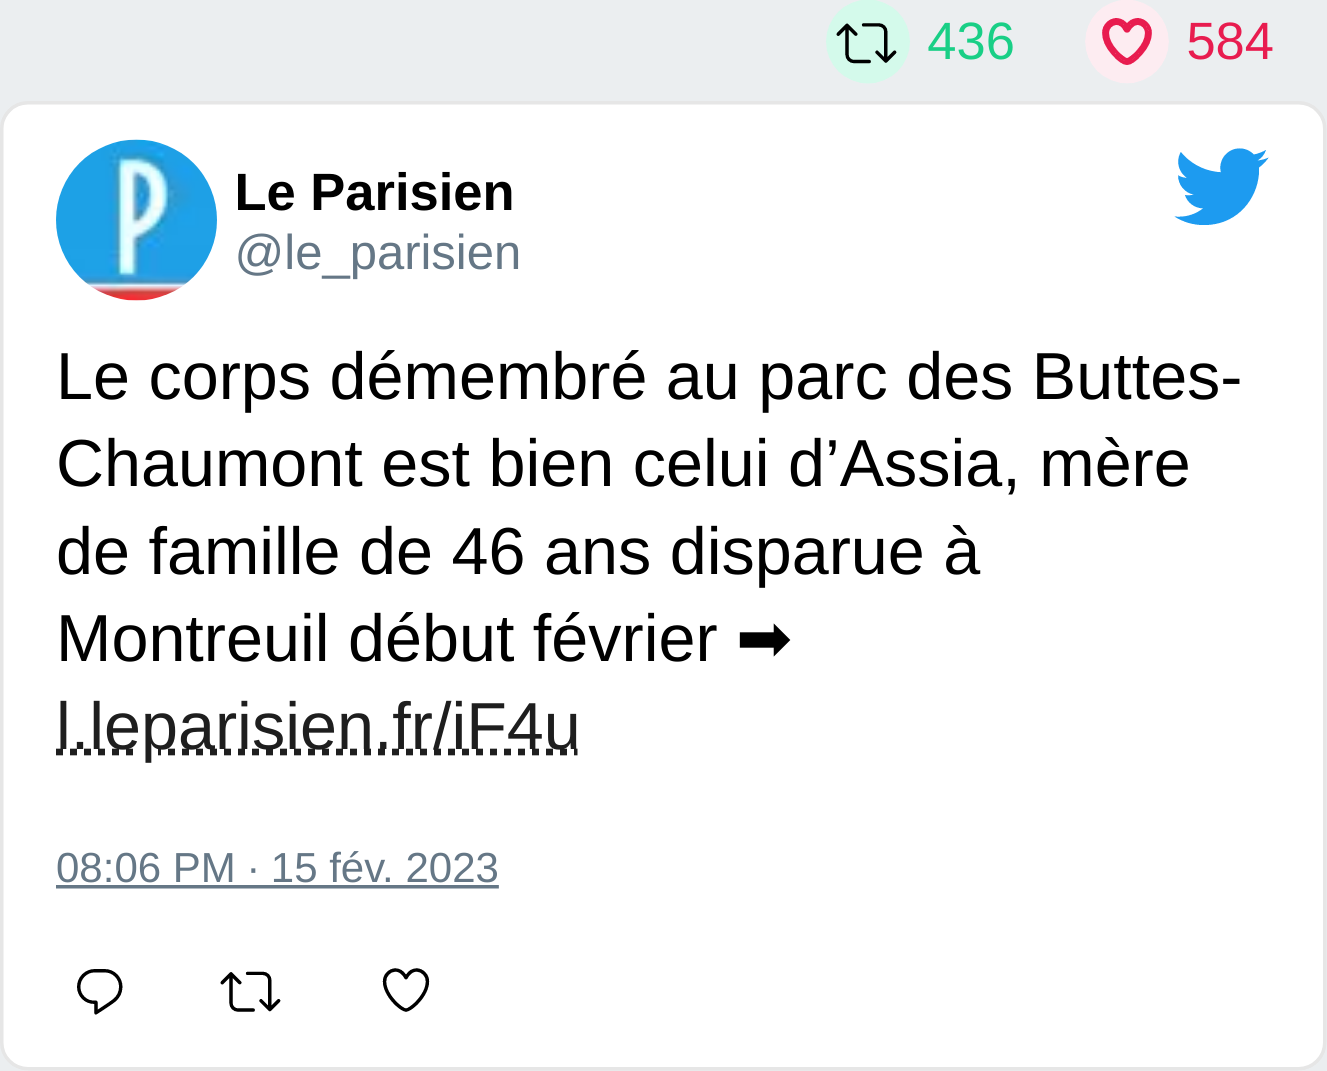 436 584
P
Le Parisien
@le_parisien
Le corps démembré au parc des Buttes-
Chaumont est bien celui d’Assia, mère
de famille de 46 ans disparue à
Montreuil début février ➡
l.leparisien.fr/iF4u
08:06 PM · 15 fév. 2023